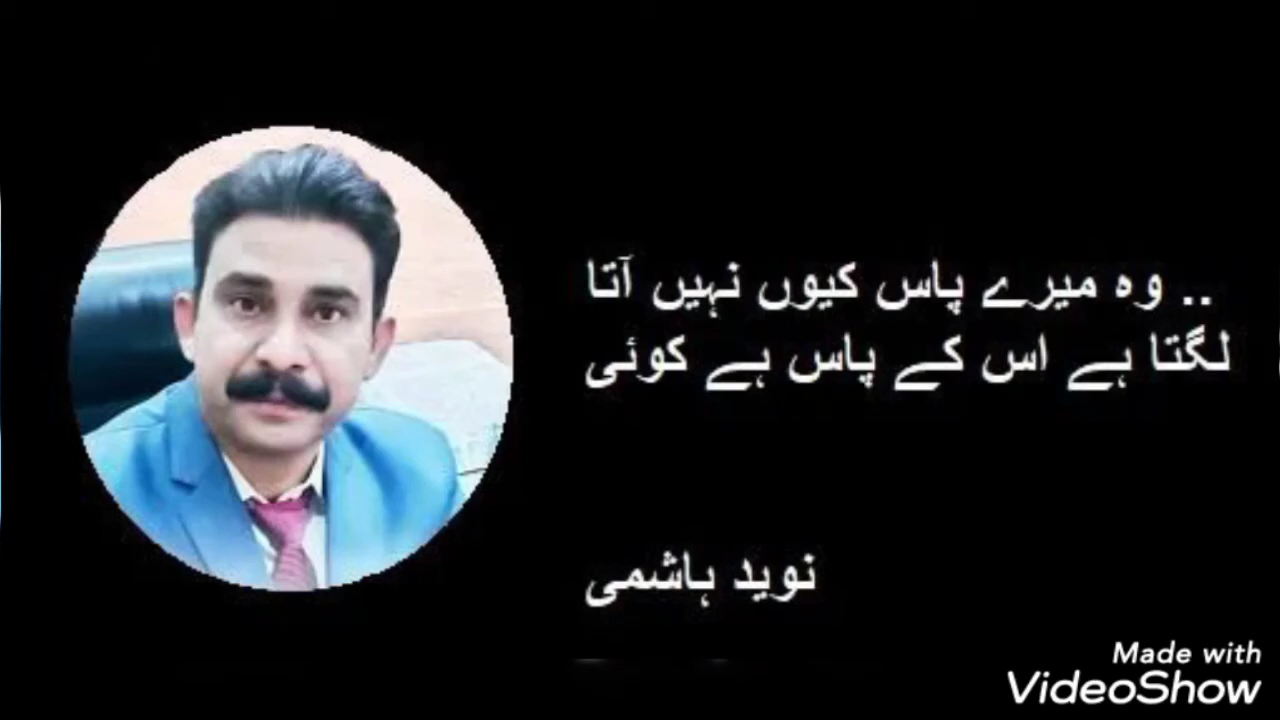 .. وہ میرے پاس کیوں نہیں آتا
لگتا ہے اس کے پاس ہے کوئی
نوید ہاشمی
Made with
VideoShow